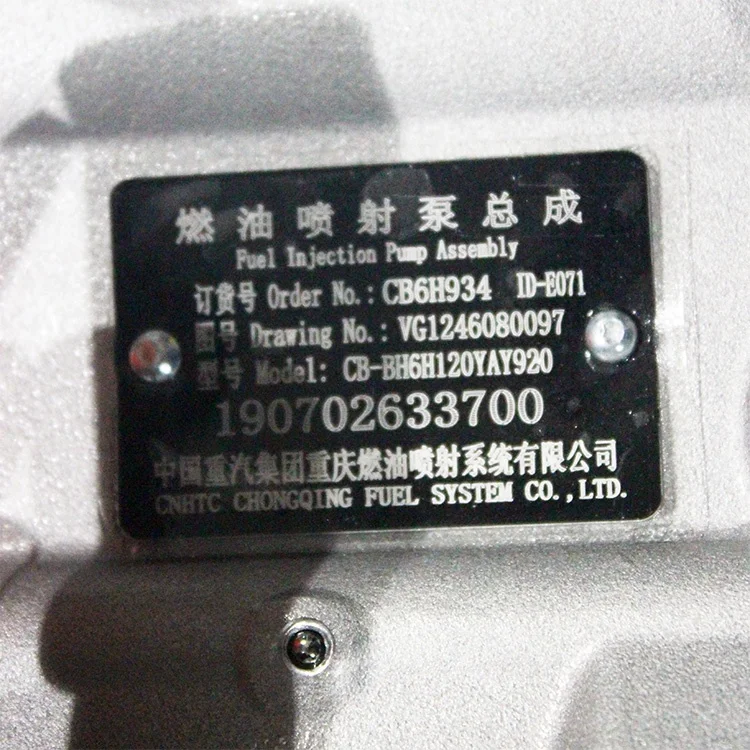 燃油喷射泵总成
Fuel Injection Pump Assembly
订货号 Order No.: CB6H934 ID-E071
图号 Drawing No.: VG1246080097
型号 Model: CB-BH6H120YAY920
190702633700
中国重汽集团重庆燃油喷射系统有限公司
CNHTC CHONGQING FUEL SYSTEM CO.,LTD.